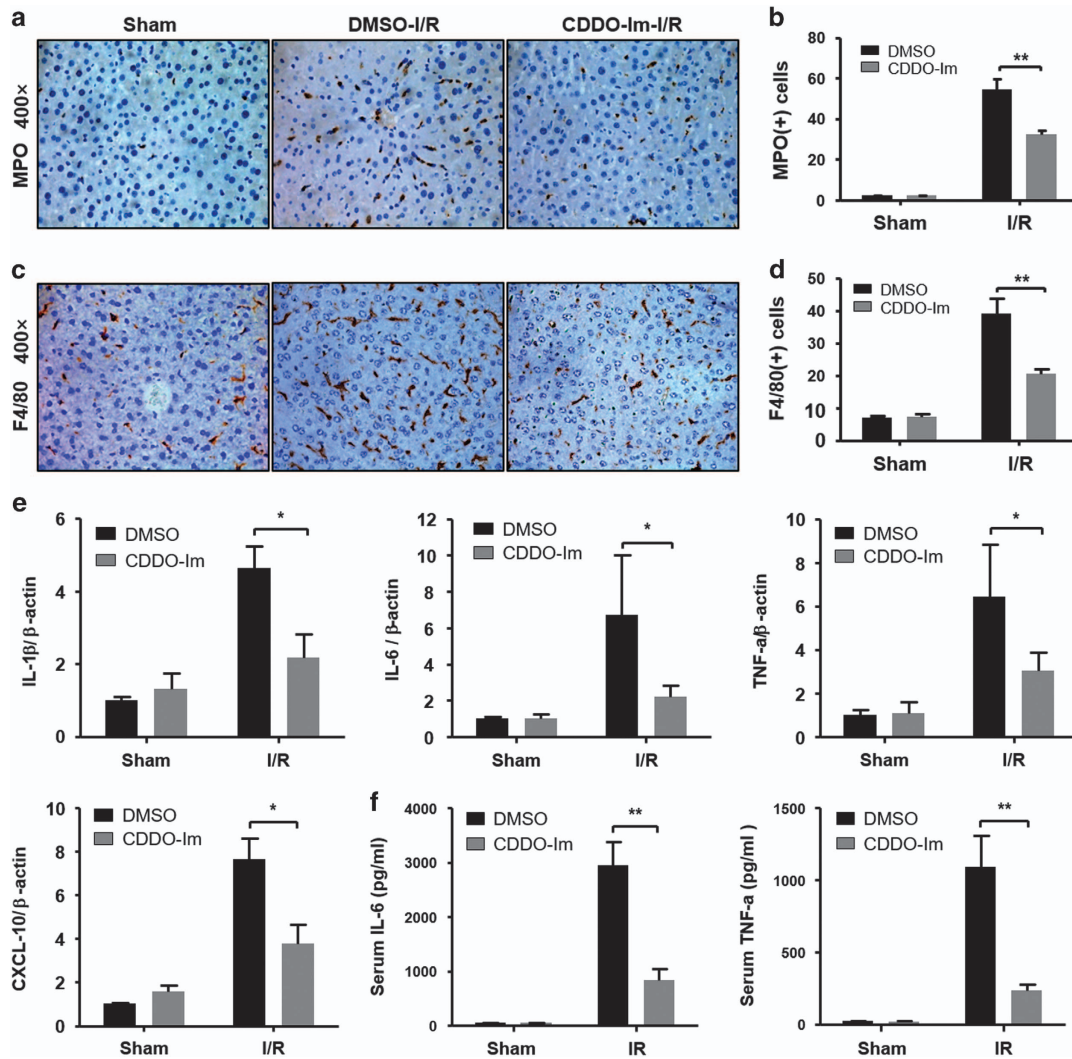 a
Sham
DMSO-I/R
CDDO-Im-I/R
MPO 400×
b
MPO(+) cells
80
60
40
20
0
DMSO
CDDO-Im
**
Sham
I/R
c
F4/80 400×
d
F4/80(+) cells
50
40
30
20
10
0
DMSO
CDDO-Im
**
Sham
I/R
e
IL-1β/β-actin
6
4
2
0
DMSO
CDDO-Im
*
Sham
I/R
IL-6 / β-actin
12
10
8
6
4
2
0
DMSO
CDDO-Im
*
Sham
I/R
TNF-a/β-actin
10
8
6
4
2
0
DMSO
CDDO-Im
*
Sham
I/R
CXCL-10/β-actin
10
8
6
4
2
0
DMSO
CDDO-Im
*
Sham
I/R
f
Serum IL-6 (pg/ml)
4000
3000
2000
1000
0
DMSO
CDDO-Im
**
Sham
IR
Serum TNF-a (pg/ml )
1500
1000
500
0
DMSO
CDDO-Im
**
Sham
IR